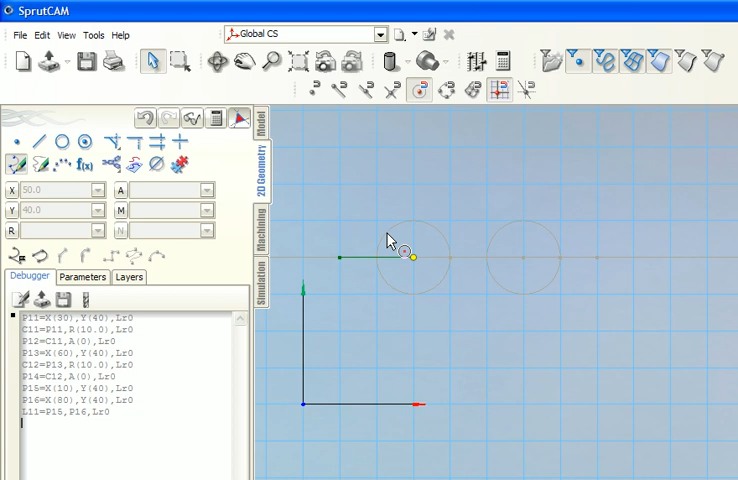 SprutCAM
File Edit View Tasks Help
Global CS
Model
2D Geometry
Machining
Simulation
f(x)
X 50.0 A
Y 40.0 M
R N
Debugger Parameters Layers
P11=X(30),Y(40),Lr0
C11=P11,R(10.0),Lr0
P12=C11,A(0),Lr0
P13=X(60),Y(40),Lr0
C12=P13,R(10.0),Lr0
P14=C12,A(0),Lr0
P15=X(10),Y(40),Lr0
P16=X(80),Y(40),Lr0
L11=P15,P16,Lr0